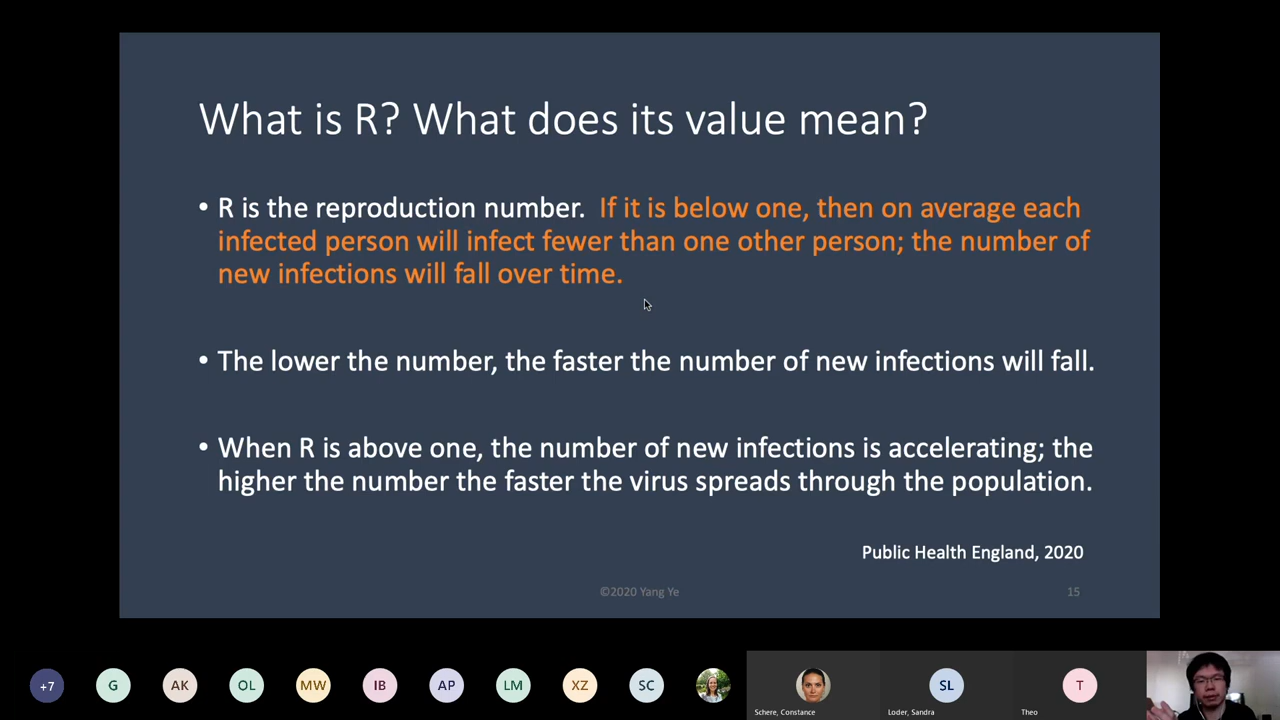 What is R? What does its value mean?
• R is the reproduction number. If it is below one, then on average each
infected person will infect fewer than one other person; the number of
new infections will fall over time.
• The lower the number, the faster the number of new infections will fall.
• When R is above one, the number of new infections is accelerating; the
higher the number the faster the virus spreads through the population.
Public Health England, 2020
©2020 Yang Ye
15
+7
G
AK
OL
MW
IB
AP
LM
XZ
SC
SL
T
Schere, Constance
Loder, Sandra
Theo